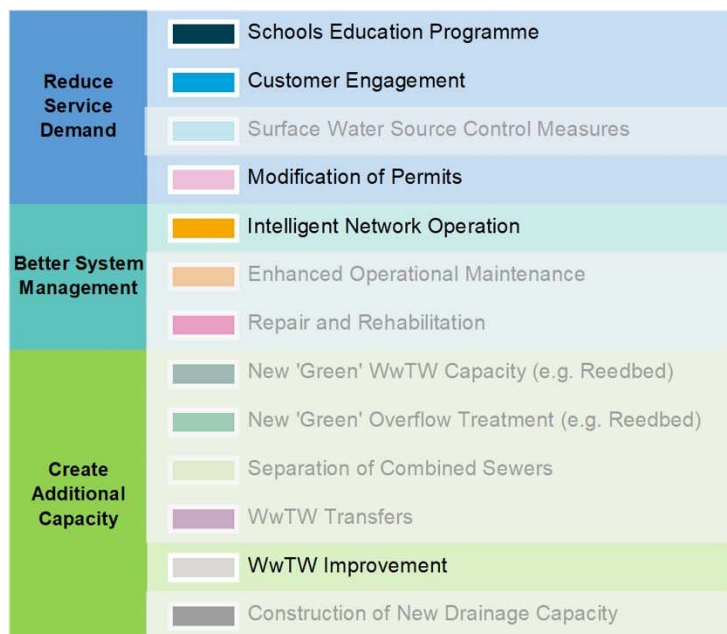 Reduce
Service
Demand
Schools Education Programme
Customer Engagement
Surface Water Source Control Measures
Modification of Permits
Better System
Management
Intelligent Network Operation
Enhanced Operational Maintenance
Repair and Rehabilitation
Create
Additional
Capacity
New 'Green' WwTW Capacity (e.g. Reedbed)
New 'Green' Overflow Treatment (e.g. Reedbed)
Separation of Combined Sewers
WwTW Transfers
WwTW Improvement
Construction of New Drainage Capacity